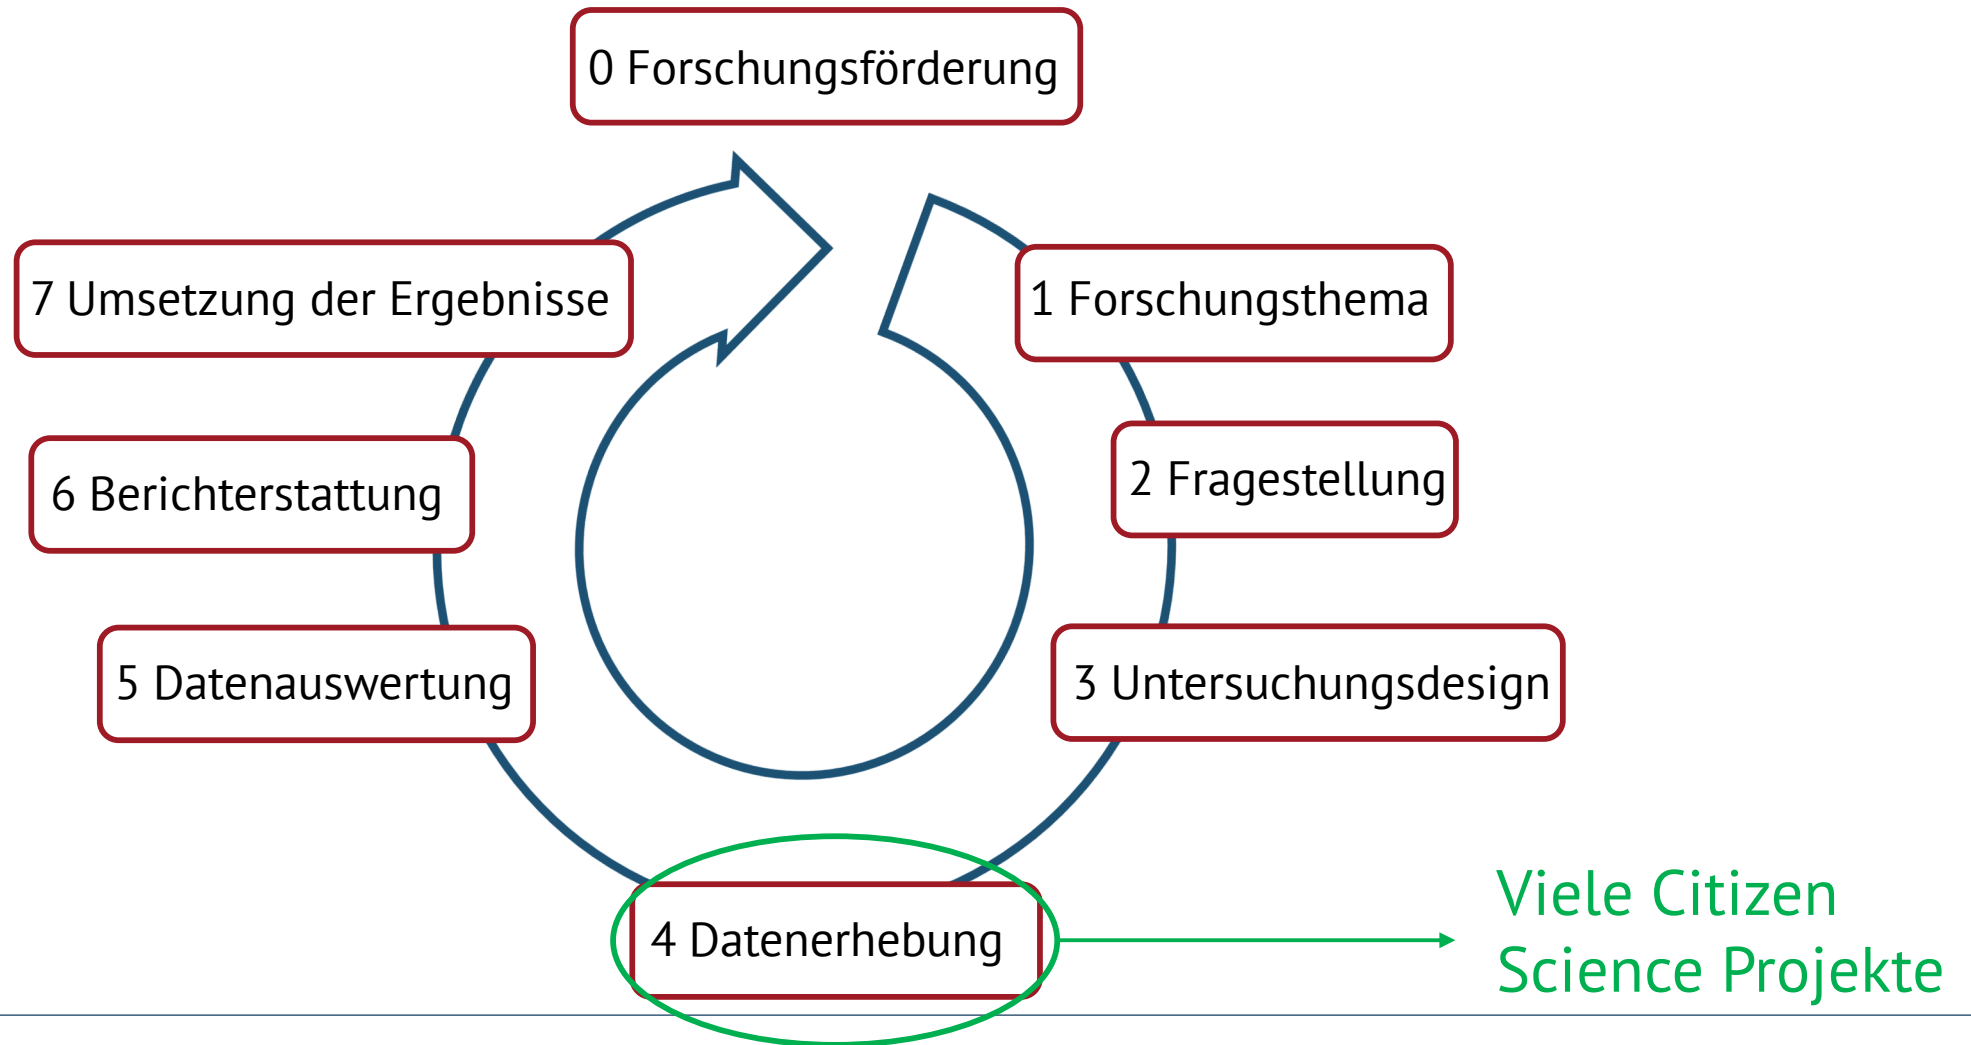 0 Forschungsförderung
1 Forschungsthema
2 Fragestellung
3 Untersuchungsdesign
4 Datenerhebung
5 Datenauswertung
6 Berichterstattung
7 Umsetzung der Ergebnisse
Viele Citizen
Science Projekte